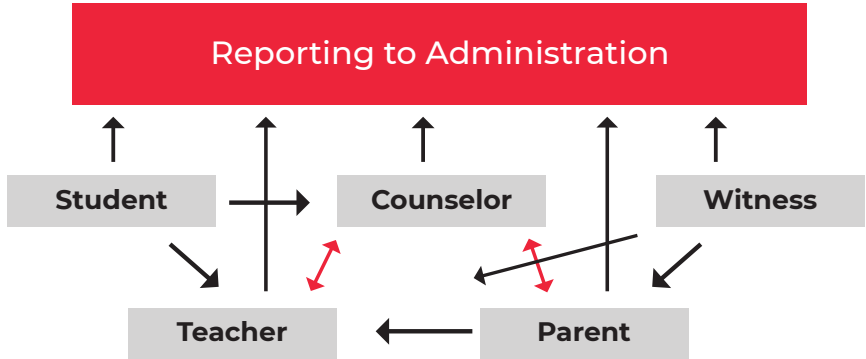 Reporting to Administration
Student
Counselor
Witness
Teacher
Parent